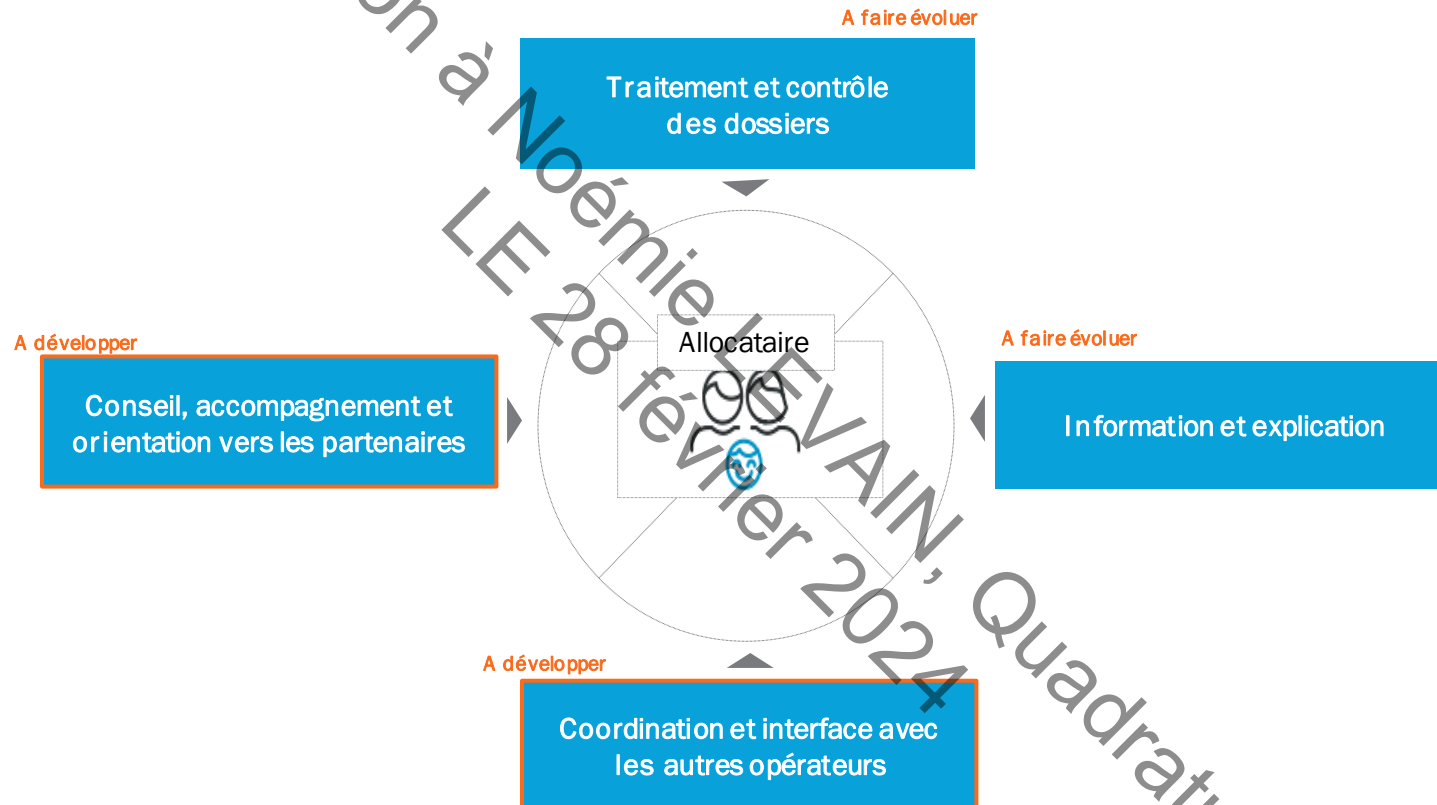 A faire évoluer
Traitement et contrôle
des dossiers
A développer
Conseil, accompagnement et
orientation vers les partenaires
Allocataire
A faire évoluer
Information et explication
A développer
Coordination et interface avec
les autres opérateurs
à Noémie LEVAIN, Quadratu
LE 28 février 2024